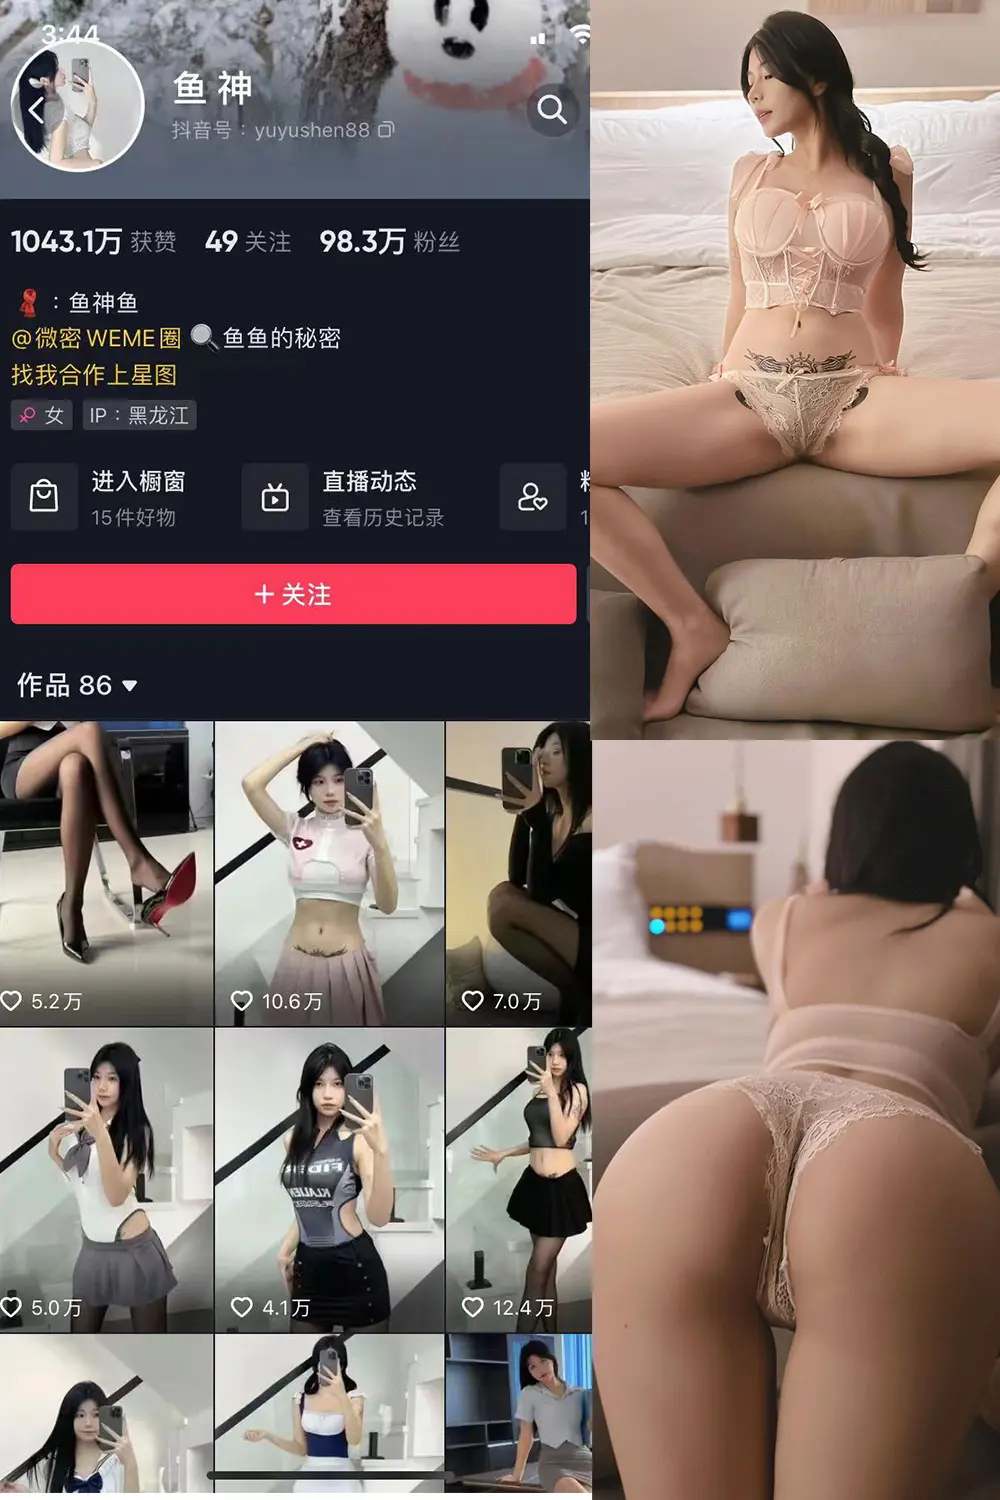 3:44
鱼 神
抖音号：yuyushen88
1043.1万 获赞 49 关注 98.3万 粉丝
：鱼神鱼
@微密WEME圈 🔍鱼鱼的秘密
找我合作上星图
女 IP：黑龙江
进入橱窗 直播动态
15件好物 查看历史记录
+ 关注
作品 86
5.2万 10.6万 7.0万
5.0万 4.1万 12.4万